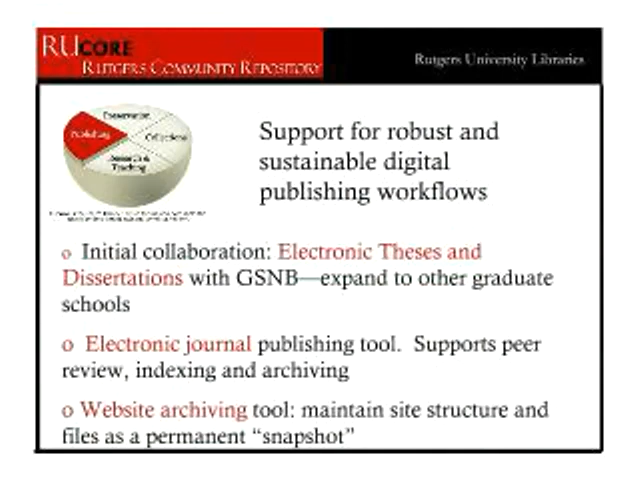 RUCORE
RUTGERS COMMUNITY REPOSITORY
Rutgers University Libraries
Preservation
Publishing
Collections
Research &
Teaching
Support for robust and
sustainable digital
publishing workflows
o Initial collaboration: Electronic Theses and
Dissertations with GSNB—expand to other graduate
schools
o Electronic journal publishing tool. Supports peer
review, indexing and archiving
o Website archiving tool: maintain site structure and
files as a permanent “snapshot”